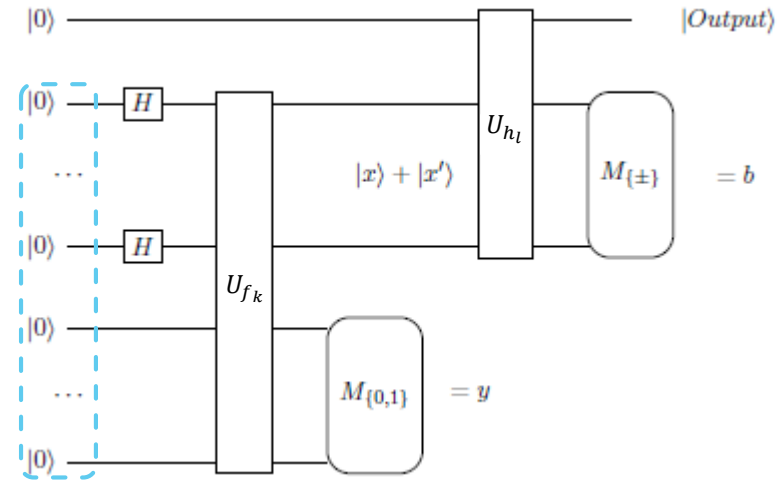 |0⟩ |Output⟩
|0⟩ H
U_{h_l}
… |x⟩ + |x′⟩ M_{{±}} = b
|0⟩ H
U_{f_k}
|0⟩
… M_{{0,1}} = y
|0⟩